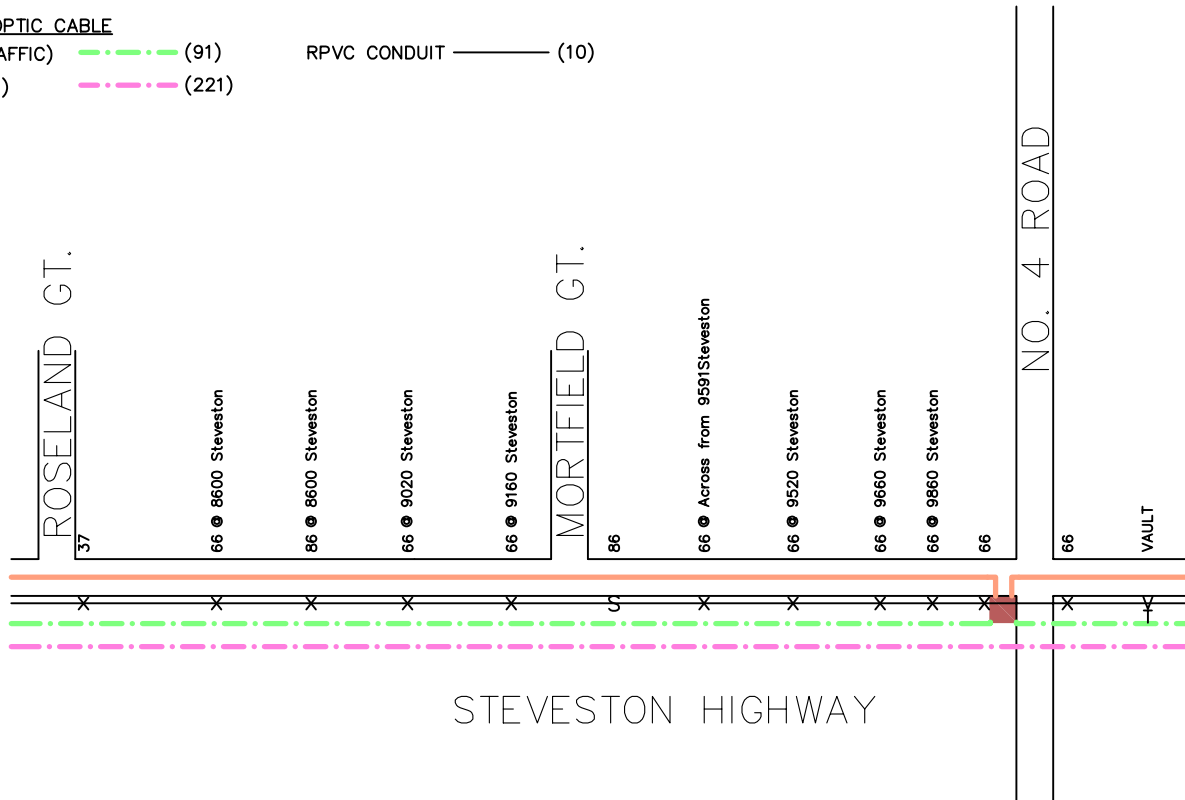 OPTIC CABLE
AFFIC) (91) RPVC CONDUIT (10)
) (221)
ROSELAND GT.
MORTFIELD GT.
NO. 4 ROAD
37
66 @ 8600 Steveston
86 @ 8600 Steveston
66 @ 9020 Steveston
66 @ 9160 Steveston
86
66 @ Across from 9591Steveston
66 @ 9520 Steveston
66 @ 9660 Steveston
66 @ 9860 Steveston
66
66
VAULT
X X X X X S X X X X X X
STEVESTON HIGHWAY